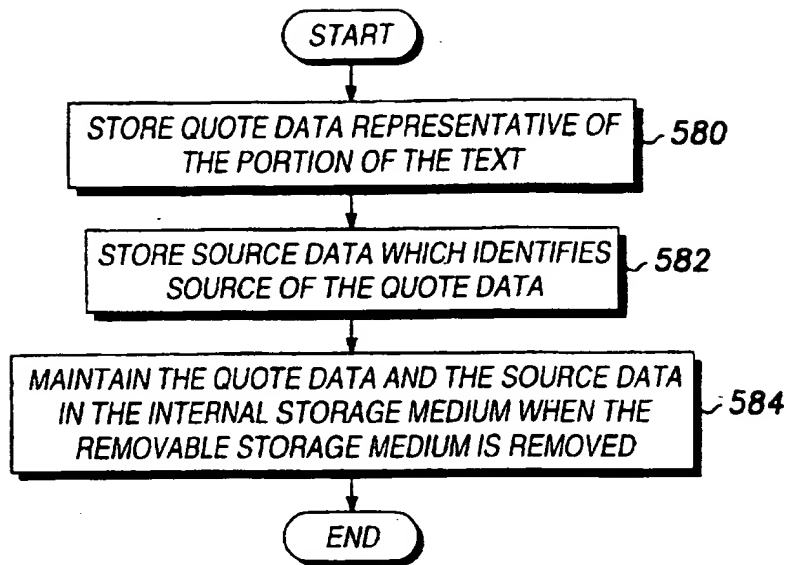 START
STORE QUOTE DATA REPRESENTATIVE OF
THE PORTION OF THE TEXT
580
STORE SOURCE DATA WHICH IDENTIFIES
SOURCE OF THE QUOTE DATA
582
MAINTAIN THE QUOTE DATA AND THE SOURCE DATA
IN THE INTERNAL STORAGE MEDIUM WHEN THE
REMOVABLE STORAGE MEDIUM IS REMOVED
584
END